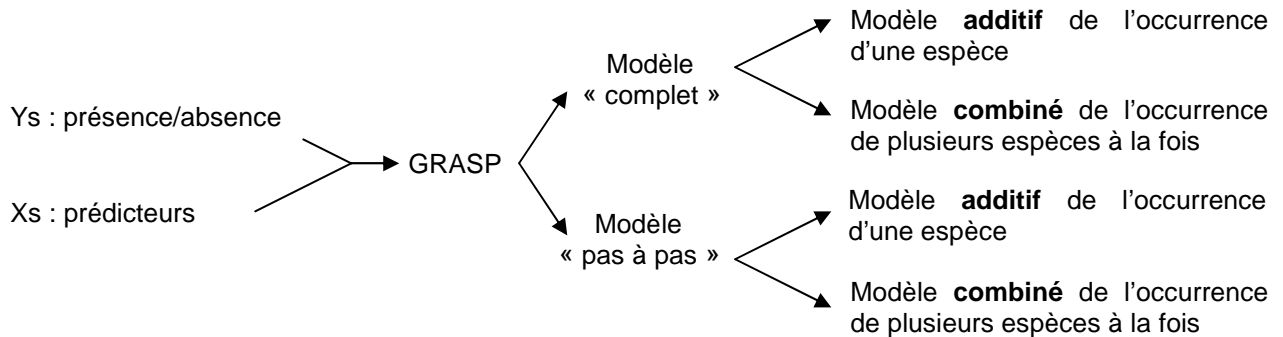 Ys : présence/absence
Xs : prédicteurs
GRASP
Modèle
« complet »
Modèle additif de l’occurrence
d’une espèce
Modèle combiné de l’occurrence
de plusieurs espèces à la fois
Modèle
« pas à pas »
Modèle additif de l’occurrence
d’une espèce
Modèle combiné de l’occurrence
de plusieurs espèces à la fois